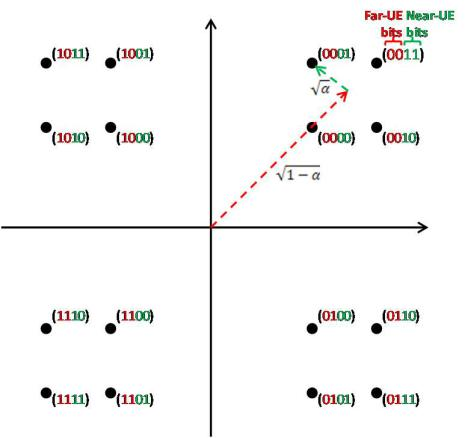 Far-UE Near-UE
bits bits
(1011) (1001) (0001) (0011)
√α
(1010) (1000) (0000) (0010)
√1 − α
(1110) (1100) (0100) (0110)
(1111) (1101) (0101) (0111)